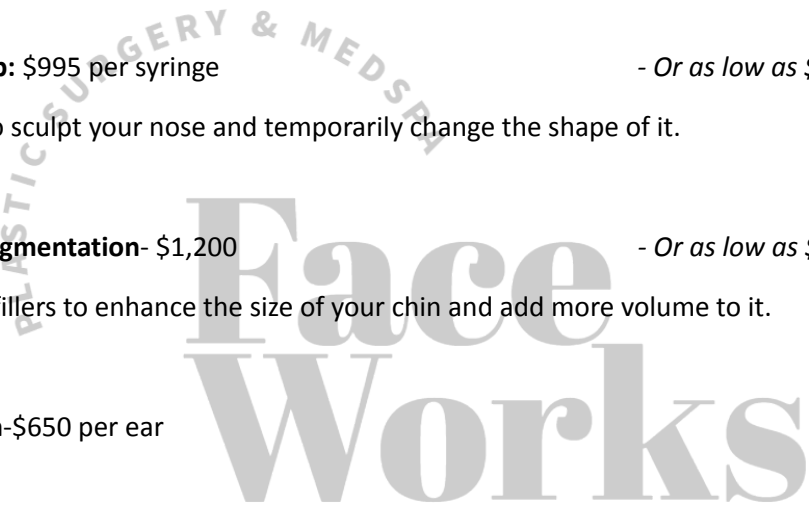 PLASTIC SURGERY & MEDSPA
Face
Works
$995 per syringe - Or as low as $
sculpt your nose and temporarily change the shape of it.
gmentation- $1,200 - Or as low as $
fillers to enhance the size of your chin and add more volume to it.
-$650 per ear